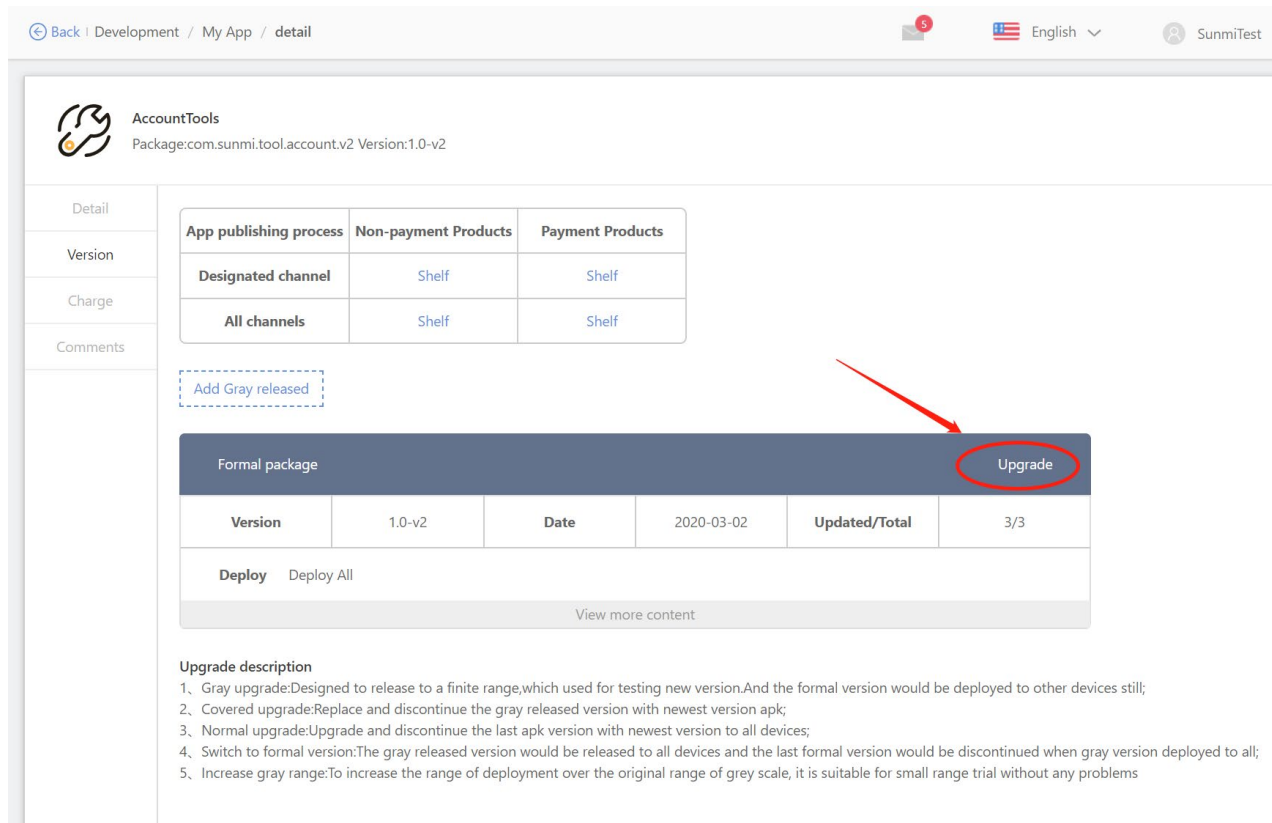 Back Development / My App / detail
5
English
SunmiTest
AccountTools
Package:com.sunmi.tool.account.v2 Version:1.0-v2
Detail
Version
Charge
Comments
App publishing process Non-payment Products Payment Products
Designated channel Shelf Shelf
All channels Shelf Shelf
Add Gray released
Formal package Upgrade
Version 1.0-v2 Date 2020-03-02 Updated/Total 3/3
Deploy Deploy All
View more content
Upgrade description
1、Gray upgrade:Designed to release to a finite range,which used for testing new version.And the formal version would be deployed to other devices still;
2、Covered upgrade:Replace and discontinue the gray released version with newest version apk;
3、Normal upgrade:Upgrade and discontinue the last apk version with newest version to all devices;
4、Switch to formal version:The gray released version would be released to all devices and the last formal version would be discontinued when gray version deployed to all;
5、Increase gray range:To increase the range of deployment over the original range of grey scale, it is suitable for small range trial without any problems